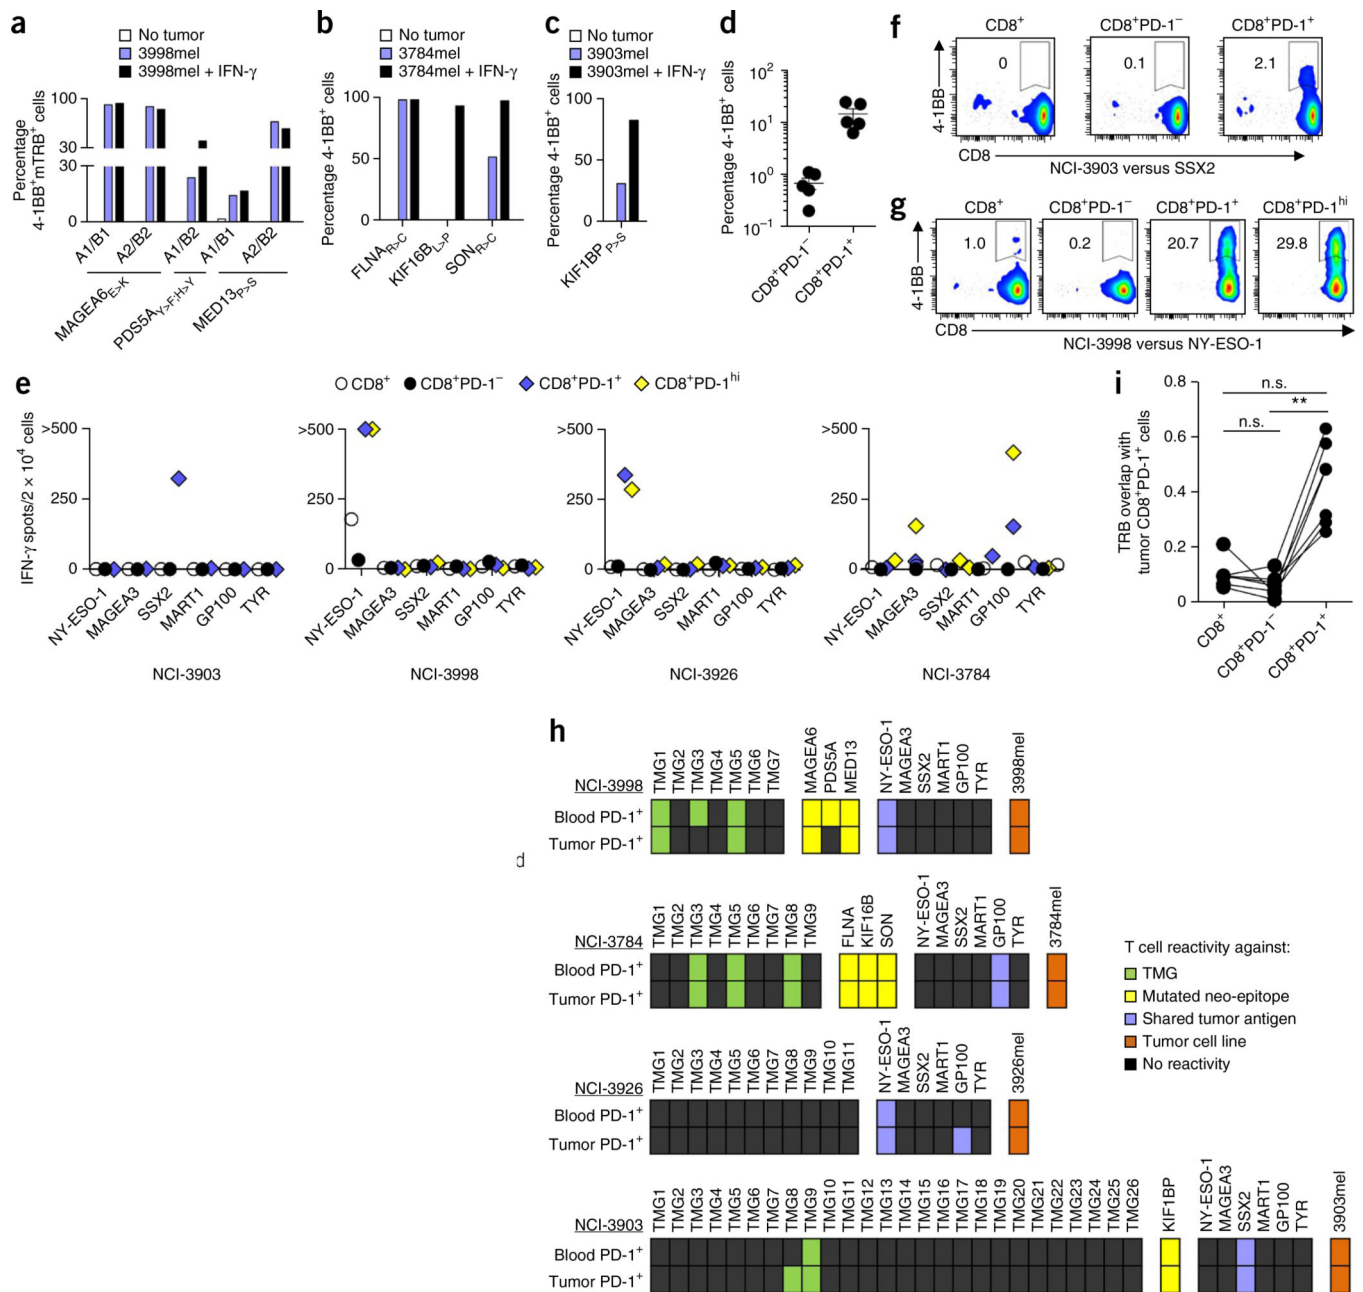 a
No tumor
3998mel
3998mel + IFN-γ
Percentage
4-1BB⁺mTRB⁺ cells
100
30
30
0
A1/B1
A2/B2
A1/B2
A1/B1
A2/B2
MAGEA6E>K
PDS5AY>F;H>Y
MED13P>S
b
No tumor
3784mel
3784mel + IFN-γ
Percentage 4-1BB⁺ cells
100
50
0
FLNAR>C
KIF16BL>P
SONR>C
c
No tumor
3903mel
3903mel + IFN-γ
Percentage 4-1BB⁺ cells
100
50
0
KIF1BPP>S
d
Percentage 4-1BB⁺ cells
10²
10¹
10⁰
10⁻¹
CD8⁺PD-1⁻
CD8⁺PD-1⁺
f
CD8⁺
CD8⁺PD-1⁻
CD8⁺PD-1⁺
0
0.1
2.1
4-1BB
CD8
NCI-3903 versus SSX2
g
CD8⁺
CD8⁺PD-1⁻
CD8⁺PD-1⁺
CD8⁺PD-1ʰⁱ
1.0
0.2
20.7
29.8
4-1BB
CD8
NCI-3998 versus NY-ESO-1
e
CD8⁺
CD8⁺PD-1⁻
CD8⁺PD-1⁺
CD8⁺PD-1ʰⁱ
IFN-γ spots/2 × 10⁴ cells
>500
250
0
NY-ESO-1
MAGEA3
SSX2
MART1
GP100
TYR
NCI-3903
>500
250
0
NY-ESO-1
MAGEA3
SSX2
MART1
GP100
TYR
NCI-3998
>500
250
0
NY-ESO-1
MAGEA3
SSX2
MART1
GP100
TYR
NCI-3926
>500
250
0
NY-ESO-1
MAGEA3
SSX2
MART1
GP100
TYR
NCI-3784
i
TRB overlap with
tumor CD8⁺PD-1⁺ cells
0.8
0.6
0.4
0.2
0
n.s.
**
n.s.
CD8⁺
CD8⁺PD-1⁻
CD8⁺PD-1⁺
h
NCI-3998
TMG1
TMG2
TMG3
TMG4
TMG5
TMG6
TMG7
MAGEA6
PDS5A
MED13
NY-ESO-1
MAGEA3
SSX2
MART1
GP100
TYR
3998mel
Blood PD-1⁺
Tumor PD-1⁺
d
NCI-3784
TMG1
TMG2
TMG3
TMG4
TMG5
TMG6
TMG7
TMG8
TMG9
FLNA
KIF16B
SON
NY-ESO-1
MAGEA3
SSX2
MART1
GP100
TYR
3784mel
Blood PD-1⁺
Tumor PD-1⁺
T cell reactivity against:
TMG
Mutated neo-epitope
Shared tumor antigen
Tumor cell line
No reactivity
NCI-3926
TMG1
TMG2
TMG3
TMG4
TMG5
TMG6
TMG7
TMG8
TMG9
TMG10
TMG11
NY-ESO-1
MAGEA3
SSX2
MART1
GP100
TYR
3926mel
Blood PD-1⁺
Tumor PD-1⁺
NCI-3903
TMG1
TMG2
TMG3
TMG4
TMG5
TMG6
TMG7
TMG8
TMG9
TMG10
TMG11
TMG12
TMG13
TMG14
TMG15
TMG16
TMG17
TMG18
TMG19
TMG20
TMG21
TMG22
TMG23
TMG24
TMG25
TMG26
KIF1BP
NY-ESO-1
MAGEA3
SSX2
MART1
GP100
TYR
3903mel
Blood PD-1⁺
Tumor PD-1⁺